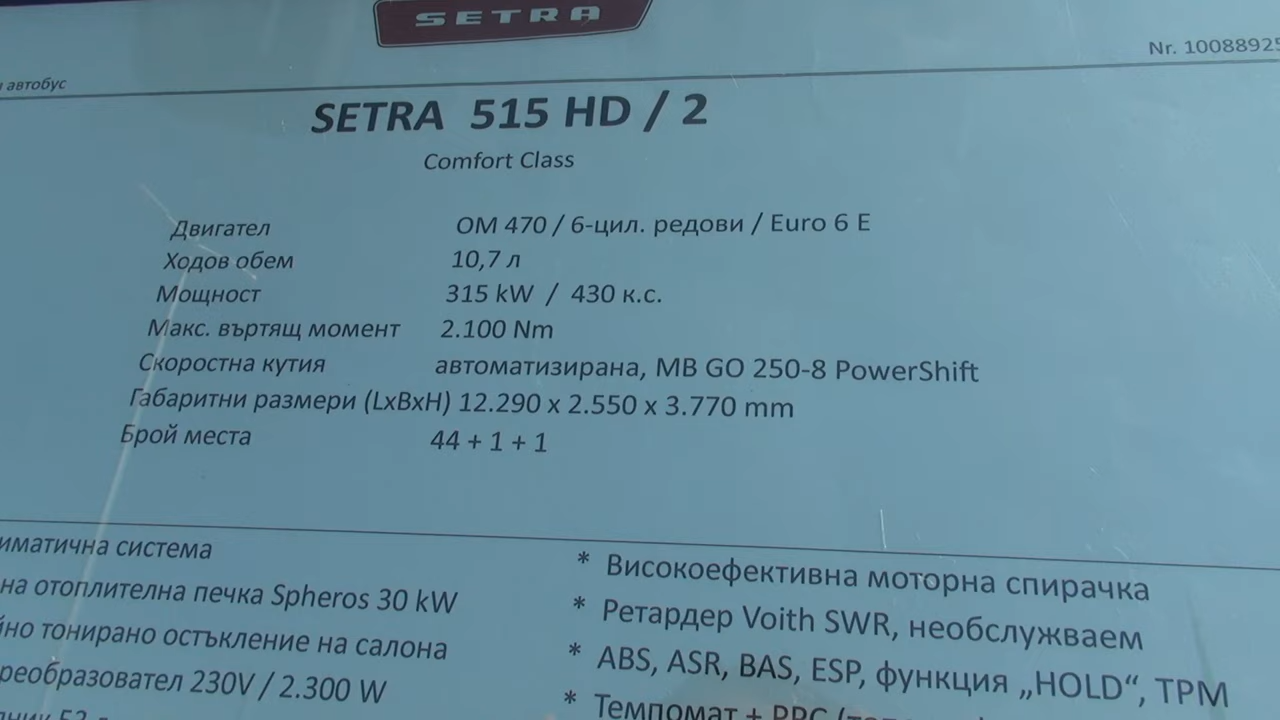 SETRA
Nr. 1008892
автобус
SETRA 515 HD / 2
Comfort Class
Двигател OM 470 / 6-цил. редови / Euro 6 E
Ходов обем 10,7 л
Мощност 315 kW / 430 к.с.
Макс. въртящ момент 2.100 Nm
Скоростна кутия автоматизирана, MB GO 250-8 PowerShift
Габаритни размери (LxBxH) 12.290 x 2.550 x 3.770 mm
Брой места 44 + 1 + 1
иматична система
на отоплителна печка Spheros 30 kW
йно тонирано остъкление на салона
реобразовател 230V / 2.300 W
* Високоефективна моторна спирачка
* Ретардер Voith SWR, необслужваем
* ABS, ASR, BAS, ESP, функция „HOLD“, TPM
* Темпомат + PPC